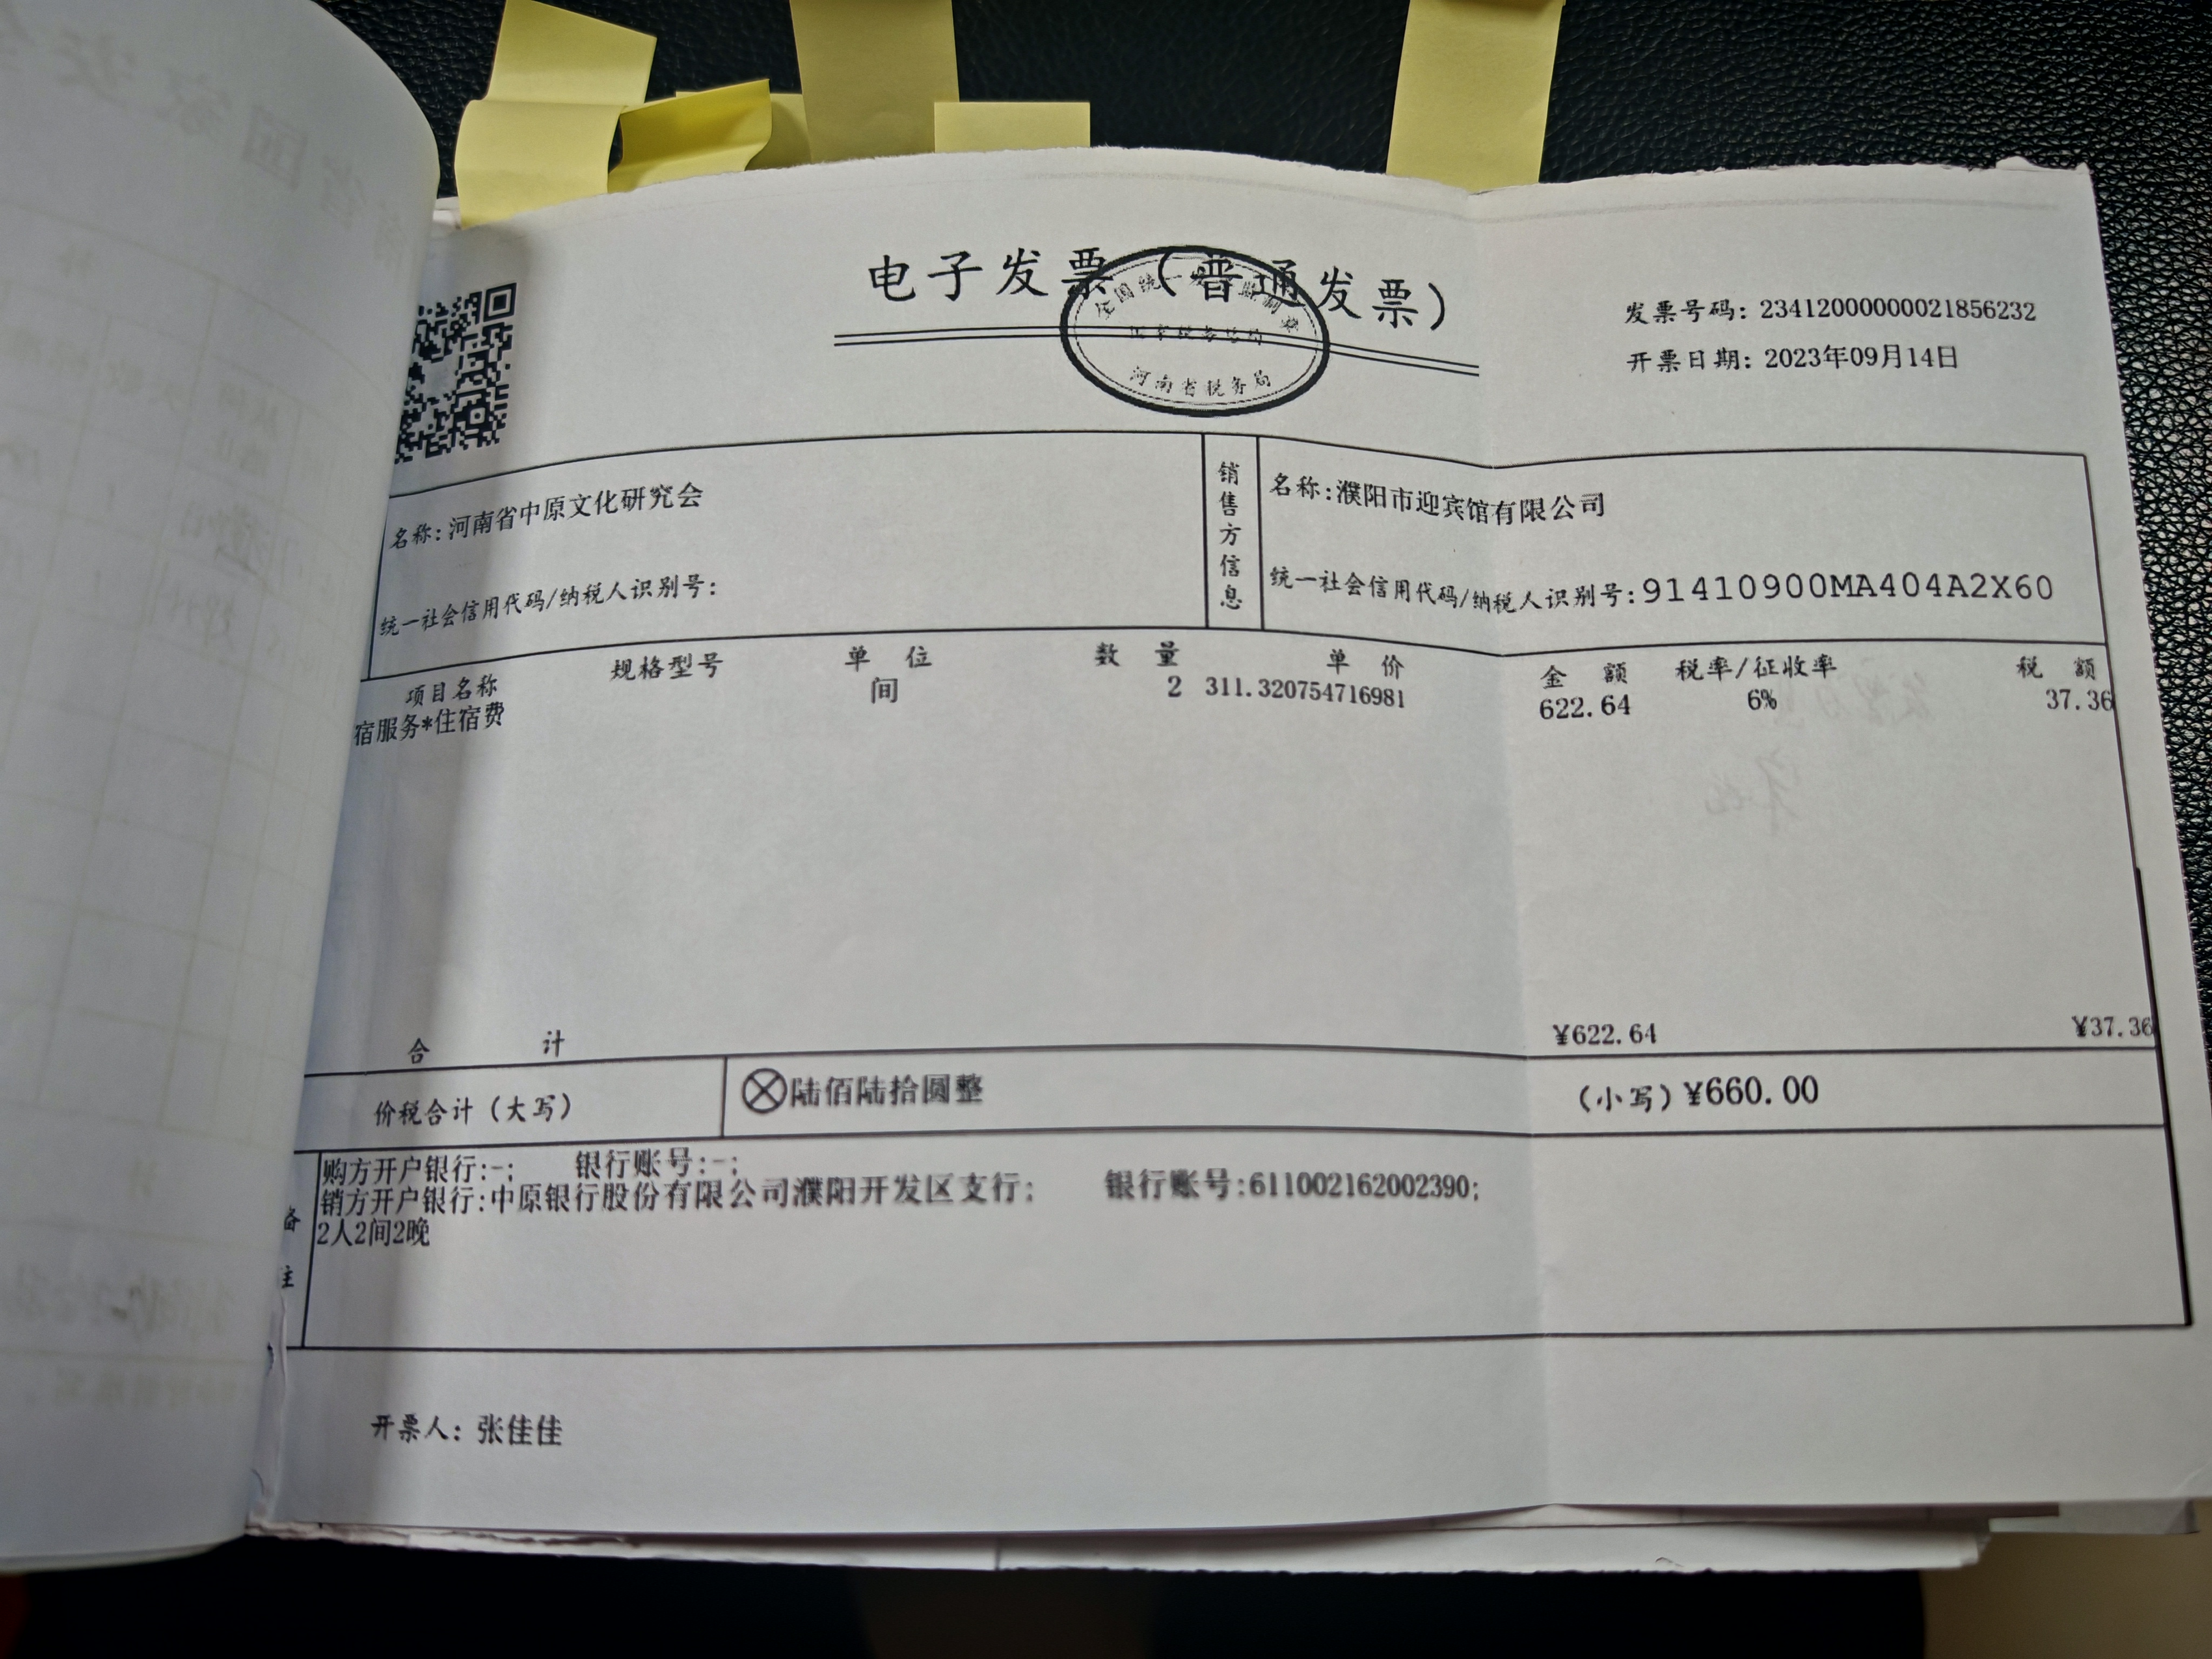 电子发票（普通发票）
全国统一发票监制章
国家税务总局
河南省税务局
发票号码：23412000000021856232
开票日期：2023年09月14日
名称：河南省中原文化研究会
统一社会信用代码/纳税人识别号：
销售方信息
名称：濮阳市迎宾馆有限公司
统一社会信用代码/纳税人识别号：91410900MA404A2X60
项目名称 规格型号 单位 数量 单价 金额 税率/征收率 税额
宿服务*住宿费 间 2 311.320754716981 622.64 6% 37.36
合计 ¥622.64 ¥37.36
价税合计（大写） ⊗陆佰陆拾圆整 （小写）¥660.00
备注
购方开户银行:-; 银行账号:-;
销方开户银行:中原银行股份有限公司濮阳开发区支行; 银行账号:611002162002390;
2人2间2晚
开票人：张佳佳